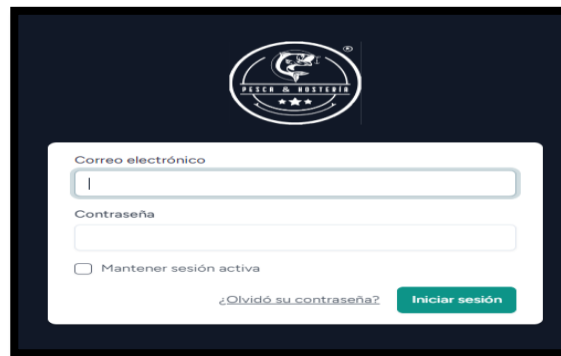 ®
PESCA & HOSTERÍA
Correo electrónico
Contraseña
Mantener sesión activa
¿Olvidó su contraseña?
Iniciar sesión